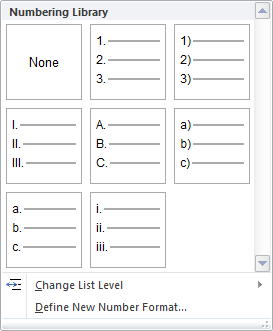 Numbering Library
None
1.
2.
3.
1)
2)
3)
I.
II.
III.
A.
B.
C.
a)
b)
c)
a.
b.
c.
i.
ii.
iii.
Change List Level
Define New Number Format...